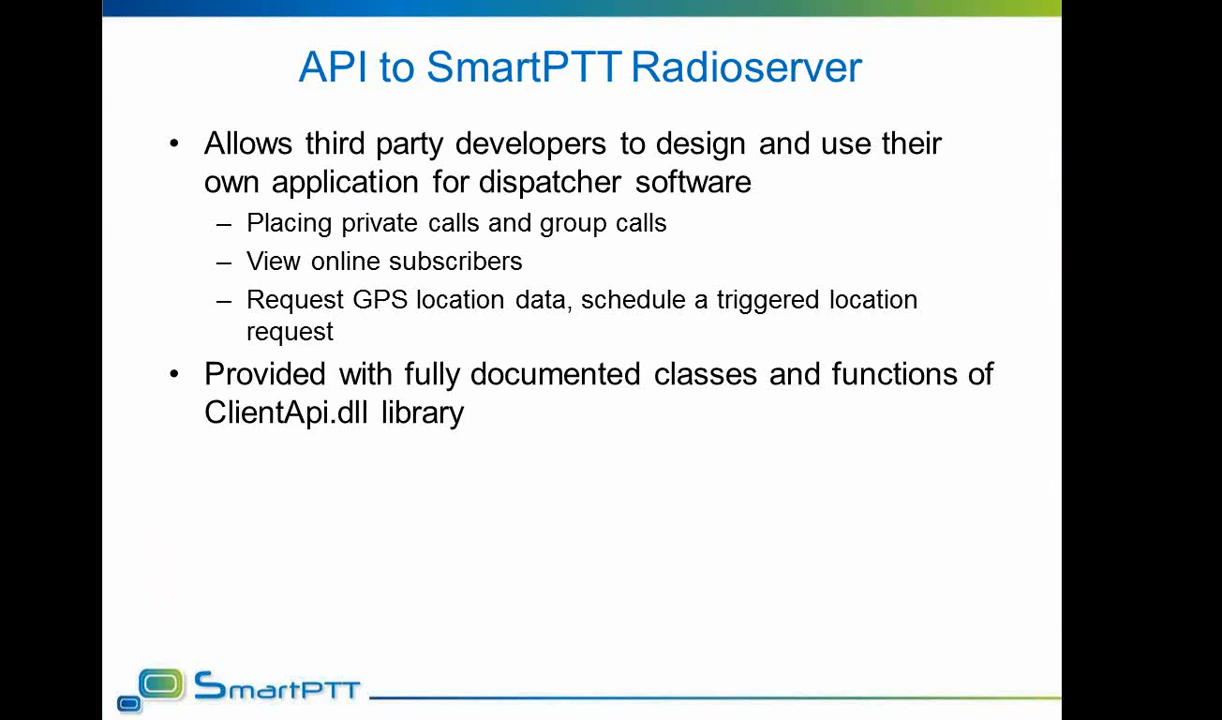 API to SmartPTT Radioserver
• Allows third party developers to design and use their
own application for dispatcher software
– Placing private calls and group calls
– View online subscribers
– Request GPS location data, schedule a triggered location
request
• Provided with fully documented classes and functions of
ClientApi.dll library
SmartPTT